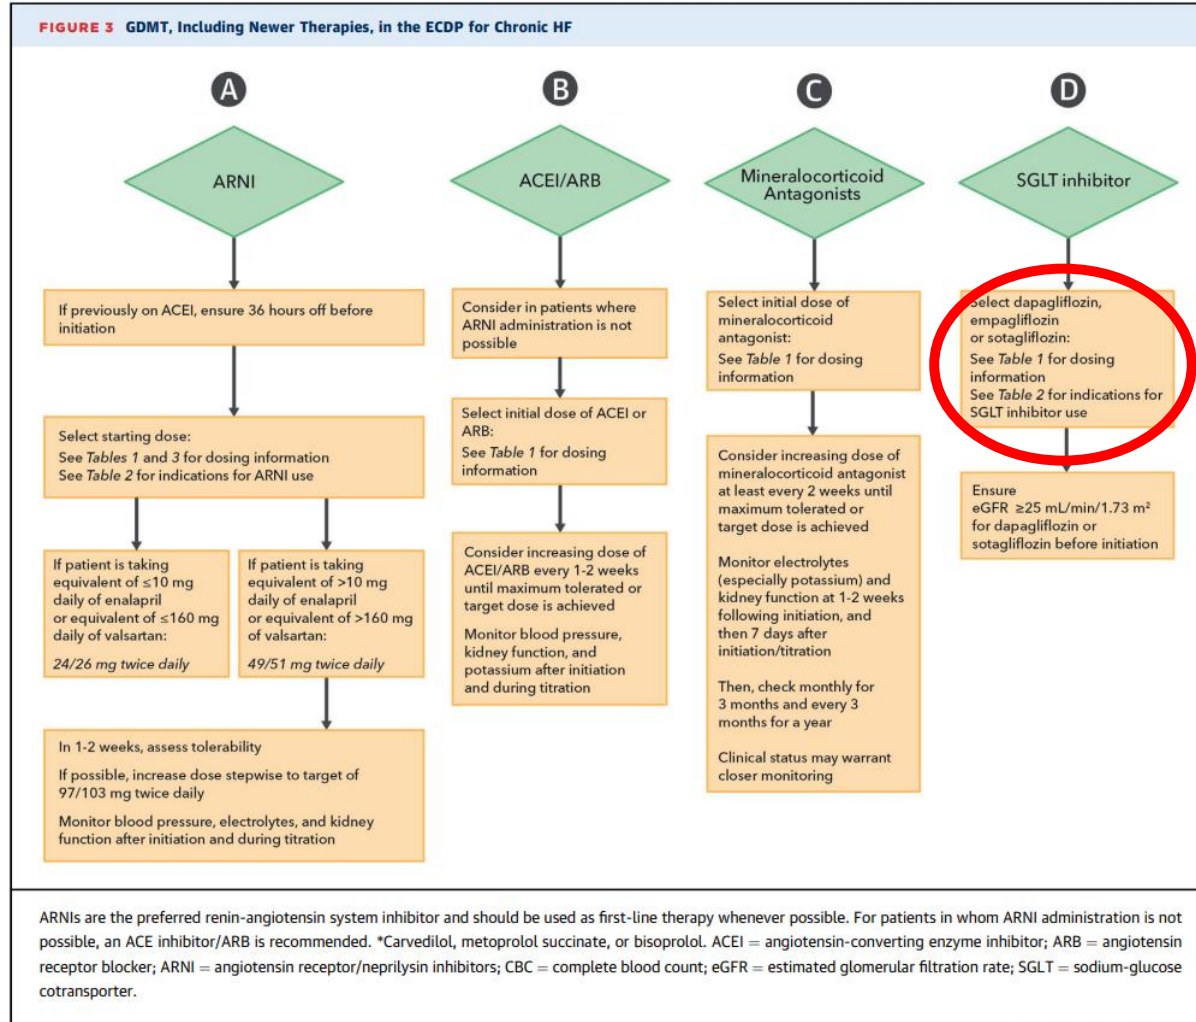 FIGURE 3 GDMT, Including Newer Therapies, in the ECDP for Chronic HF
A
ARNI
If previously on ACEI, ensure 36 hours off before
initiation
Select starting dose:
See Tables 1 and 3 for dosing information
See Table 2 for indications for ARNI use
If patient is taking
equivalent of ≤10 mg
daily of enalapril
or equivalent of ≤160 mg
daily of valsartan:
24/26 mg twice daily
If patient is taking
equivalent of >10 mg
daily of enalapril
or equivalent of >160 mg
of valsartan:
49/51 mg twice daily
In 1-2 weeks, assess tolerability
If possible, increase dose stepwise to target of
97/103 mg twice daily
Monitor blood pressure, electrolytes, and kidney
function after initiation and during titration
B
ACEI/ARB
Consider in patients where
ARNI administration is not
possible
Select initial dose of ACEI or
ARB:
See Table 1 for dosing
information
Consider increasing dose of
ACEI/ARB every 1-2 weeks
until maximum tolerated or
target dose is achieved
Monitor blood pressure,
kidney function, and
potassium after initiation
and during titration
C
Mineralocorticoid
Antagonists
Select initial dose of
mineralocorticoid
antagonist:
See Table 1 for dosing
information
Consider increasing dose of
mineralocorticoid antagonist
at least every 2 weeks until
maximum tolerated or
target dose is achieved
Monitor electrolytes
(especially potassium) and
kidney function at 1-2 weeks
following initiation, and
then 7 days after
initiation/titration
Then, check monthly for
3 months and every 3
months for a year
Clinical status may warrant
closer monitoring
D
SGLT inhibitor
Select dapagliflozin,
empagliflozin
or sotagliflozin:
See Table 1 for dosing
information
See Table 2 for indications for
SGLT inhibitor use
Ensure
eGFR ≥25 mL/min/1.73 m²
for dapagliflozin or
sotagliflozin before initiation
ARNIs are the preferred renin-angiotensin system inhibitor and should be used as first-line therapy whenever possible. For patients in whom ARNI administration is not
possible, an ACE inhibitor/ARB is recommended. *Carvedilol, metoprolol succinate, or bisoprolol. ACEI = angiotensin-converting enzyme inhibitor; ARB = angiotensin
receptor blocker; ARNI = angiotensin receptor/neprilysin inhibitors; CBC = complete blood count; eGFR = estimated glomerular filtration rate; SGLT = sodium-glucose
cotransporter.